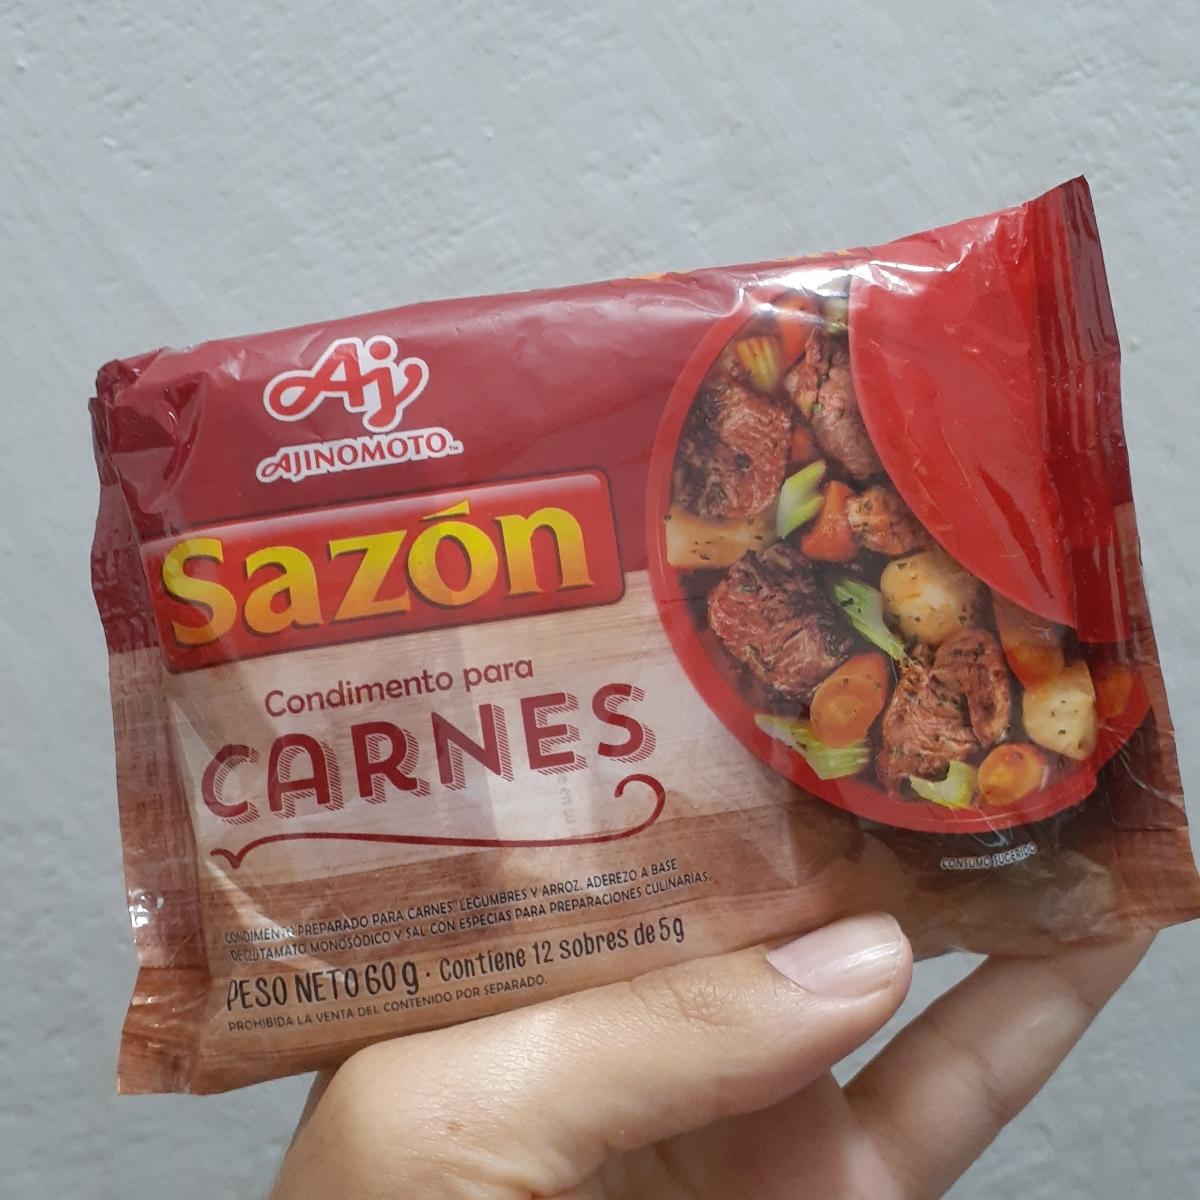 Aj
AJINOMOTO™
Sazón
Condimento para
CARNES
CONDIMENTO PREPARADO PARA CARNES, LEGUMBRES Y ARROZ. ADEREZO A BASE
DE GLUTAMATO MONOSÓDICO Y SAL CON ESPECIAS PARA PREPARACIONES CULINARIAS.
PESO NETO 60 g · Contiene 12 sobres de 5g
PROHIBIDA LA VENTA DEL CONTENIDO POR SEPARADO.
CONSUMO SUGERIDO